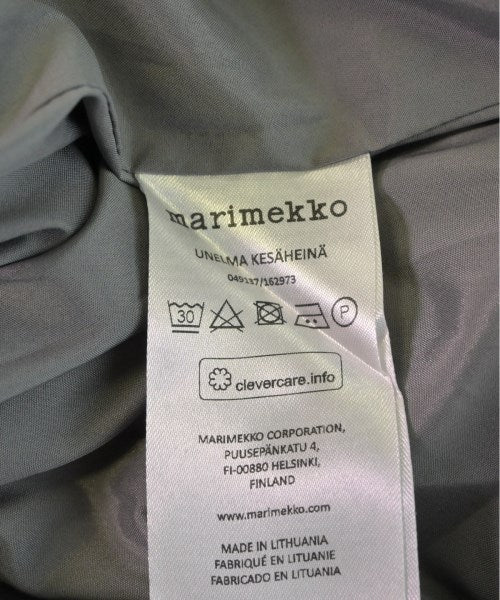 marimekko
UNELMA KESÄHEINÄ
049137/162973
30 P
clevercare.info
MARIMEKKO CORPORATION,
PUUSEPÄNKATU 4,
FI-00880 HELSINKI,
FINLAND
www.marimekko.com
MADE IN LITHUANIA
FABRIQUÉ EN LITUANIE
FABRICADO EN LITUANIA